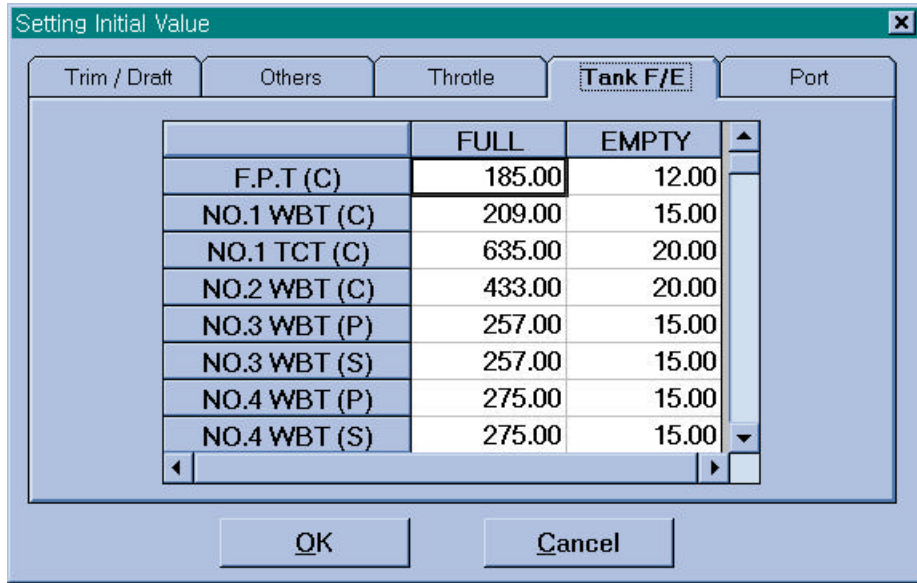 Setting Initial Value
Trim / Draft Others Throtle Tank F/E Port
FULL EMPTY
F.P.T (C) 185.00 12.00
NO.1 WBT (C) 209.00 15.00
NO.1 TCT (C) 635.00 20.00
NO.2 WBT (C) 433.00 20.00
NO.3 WBT (P) 257.00 15.00
NO.3 WBT (S) 257.00 15.00
NO.4 WBT (P) 275.00 15.00
NO.4 WBT (S) 275.00 15.00
OK Cancel